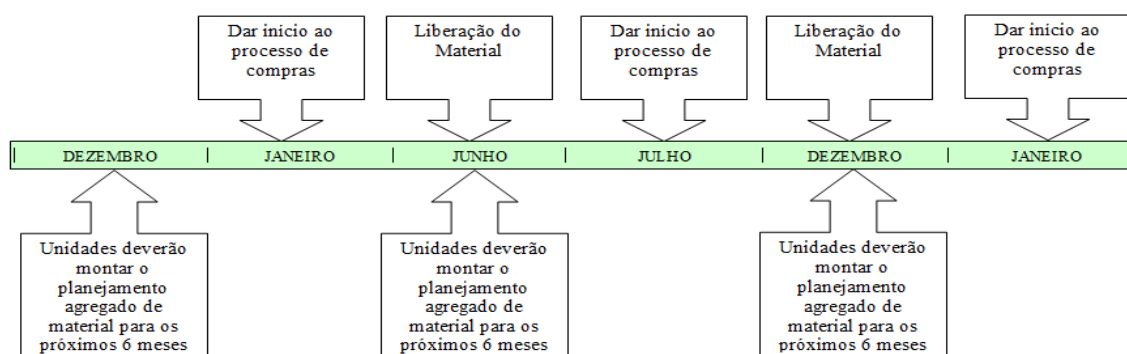 Dar inicio ao
processo de
compras
Liberação do
Material
Dar inicio ao
processo de
compras
Liberação do
Material
Dar inicio ao
processo de
compras
DEZEMBRO
JANEIRO
JUNHO
JULHO
DEZEMBRO
JANEIRO
Unidades deverão
montar o
planejamento
agregado de
material para os
próximos 6 meses
Unidades deverão
montar o
planejamento
agregado de
material para os
próximos 6 meses
Unidades deverão
montar o
planejamento
agregado de
material para os
próximos 6 meses